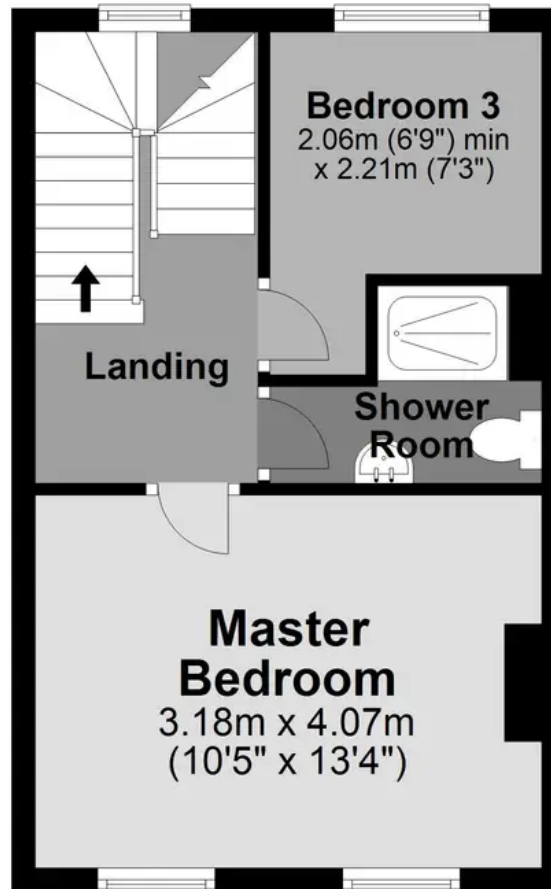 Bedroom 3
2.06m (6'9") min
x 2.21m (7'3")
Landing
Shower
Room
Master
Bedroom
3.18m x 4.07m
(10'5" x 13'4")